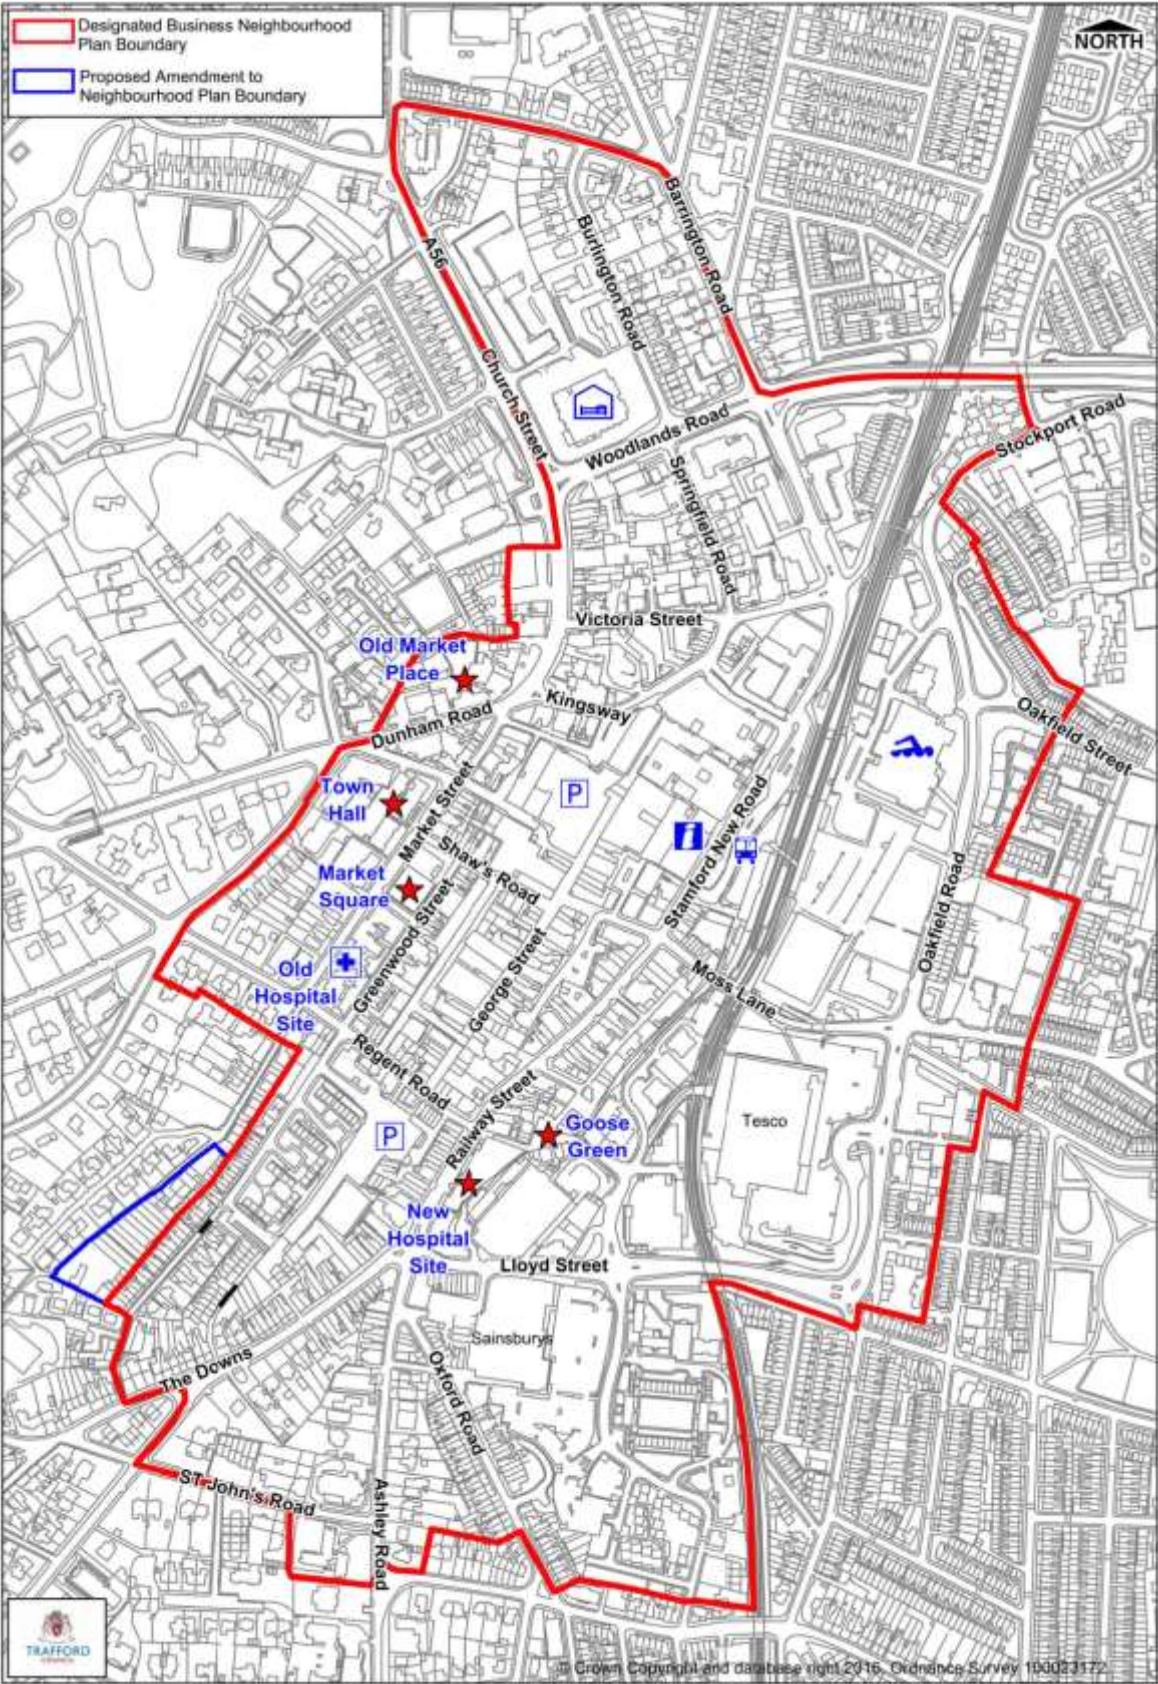 Designated Business Neighbourhood
Plan Boundary
Proposed Amendment to
Neighbourhood Plan Boundary
NORTH
Barrington Road
Burlington Road
A56
Church Street
Woodlands Road
Stockport Road
Springfield Road
Victoria Street
Old Market
Place
Kingsway
Dunham Road
Oakfield Street
Town
Hall
Market Street
P
Shaw's Road
Stamford New Road
Market
Square
Greenwood Street
Oakfield Road
Old
Hospital
Site
George Street
Moss Lane
Regent Road
Railway Street
P
Goose
Green
Tesco
New
Hospital
Site
Lloyd Street
Sainsburys
The Downs
Oxford Road
ST John's Road
Ashley Road
TRAFFORD
COUNCIL
© Crown Copyright and database right 2016. Ordnance Survey 100023172.